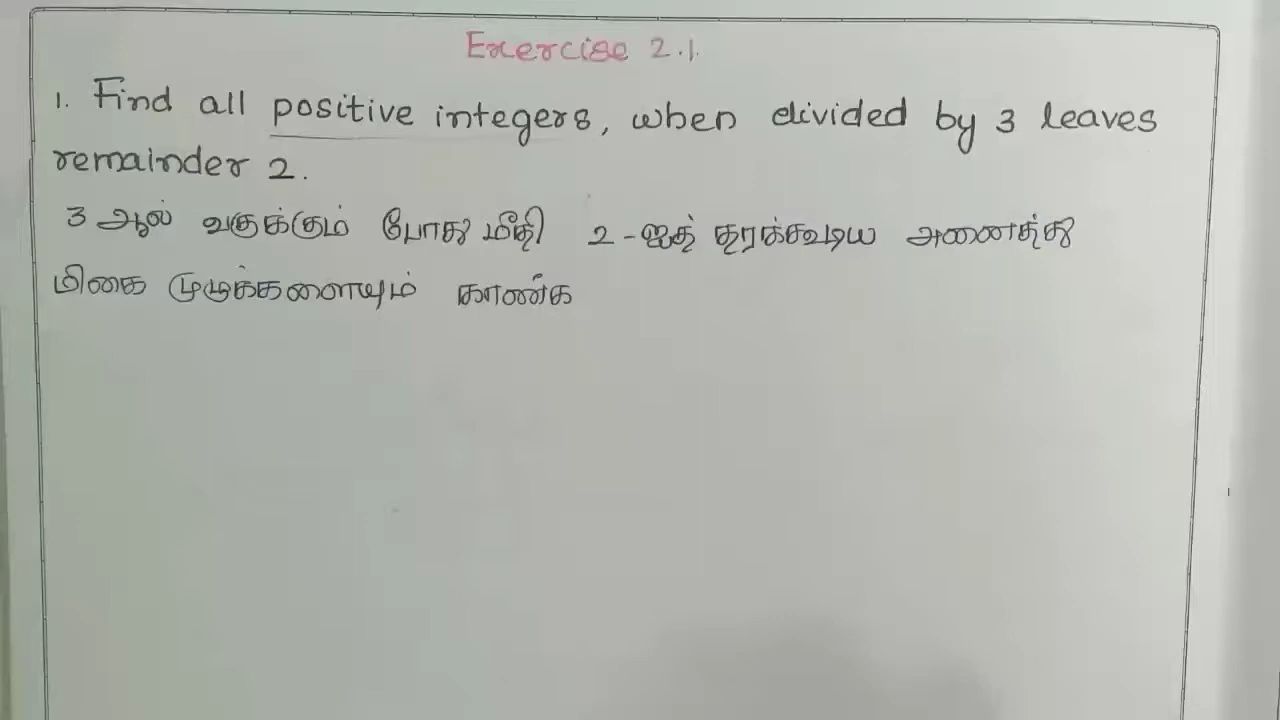 Exercise 2.1.
1. Find all positive integers, when divided by 3 leaves
remainder 2.
3 ஆல் வகுக்கும் போது மீதி 2-ஐத் தரக்கூடிய அனைத்து
மிகை முழுக்களையும் காண்க